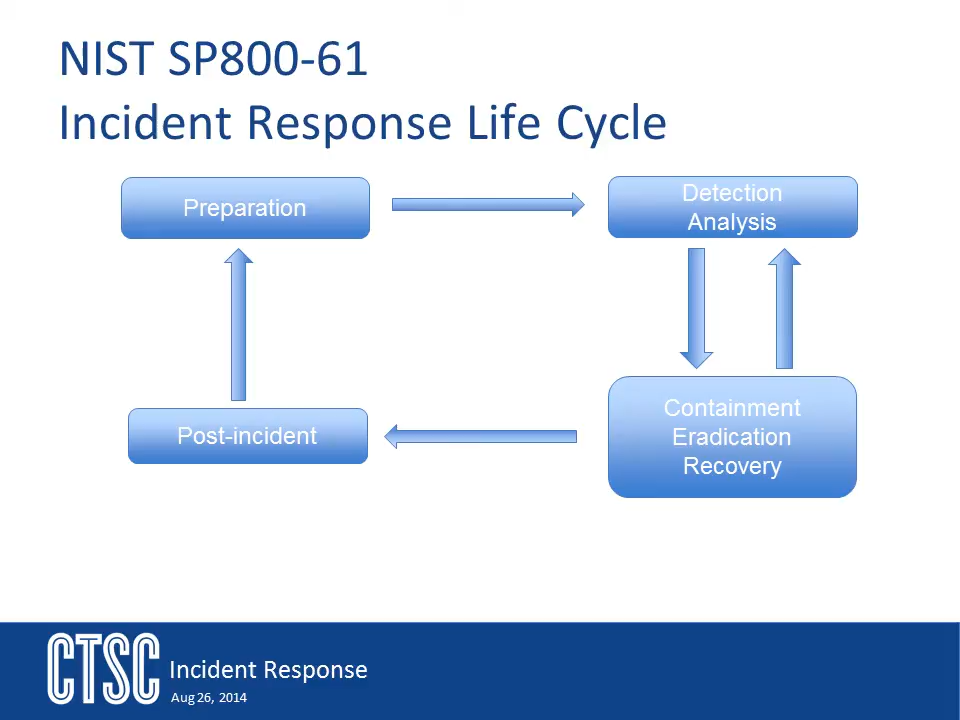 NIST SP800-61
Incident Response Life Cycle
Preparation
Detection
Analysis
Post-incident
Containment
Eradication
Recovery
CTSC
Incident Response
Aug 26, 2014